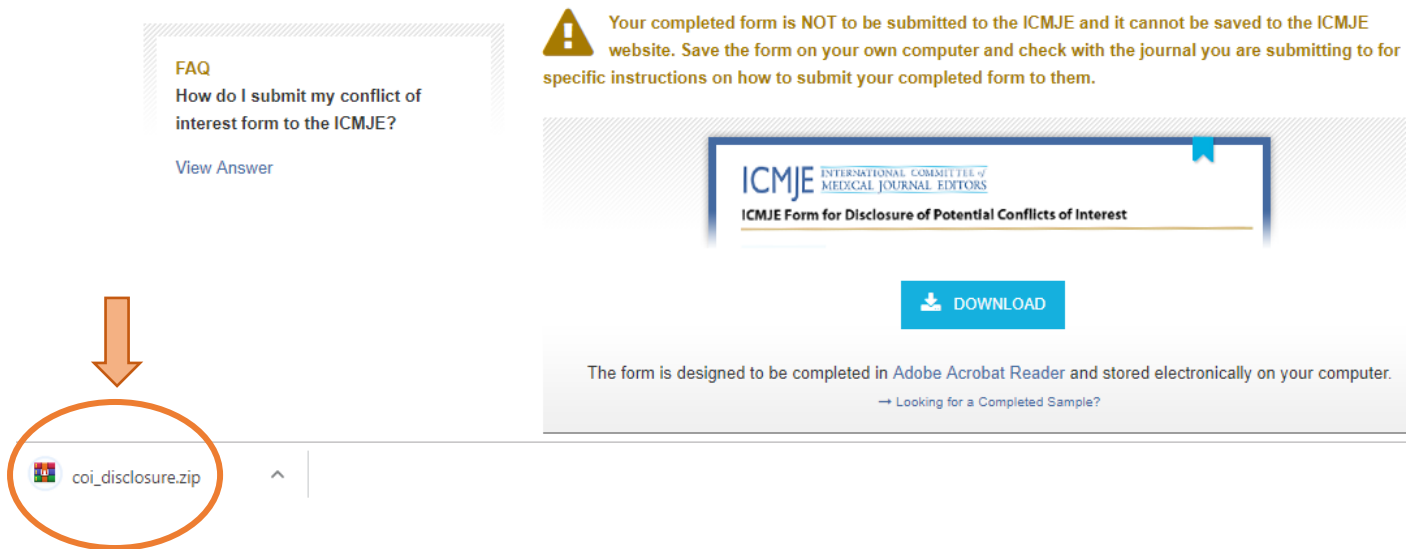 FAQ
How do I submit my conflict of
interest form to the ICMJE?
View Answer
Your completed form is NOT to be submitted to the ICMJE and it cannot be saved to the ICMJE
website. Save the form on your own computer and check with the journal you are submitting to for
specific instructions on how to submit your completed form to them.
ICMJE INTERNATIONAL COMMITTEE of
MEDICAL JOURNAL EDITORS
ICMJE Form for Disclosure of Potential Conflicts of Interest
DOWNLOAD
The form is designed to be completed in Adobe Acrobat Reader and stored electronically on your computer.
→ Looking for a Completed Sample?
coi_disclosure.zip